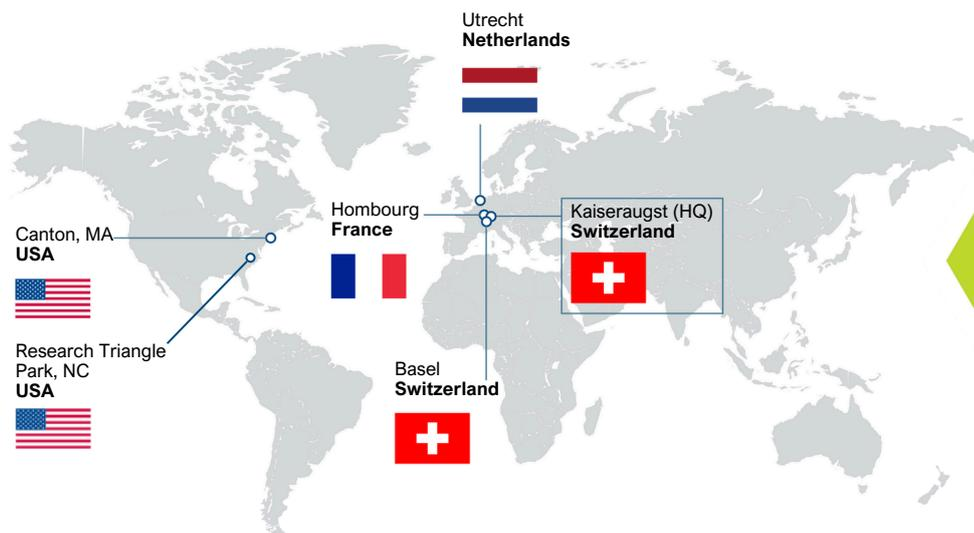 Utrecht
Netherlands
Hombourg
France
Kaiseraugst (HQ)
Switzerland
Canton, MA
USA
Research Triangle
Park, NC
USA
Basel
Switzerland